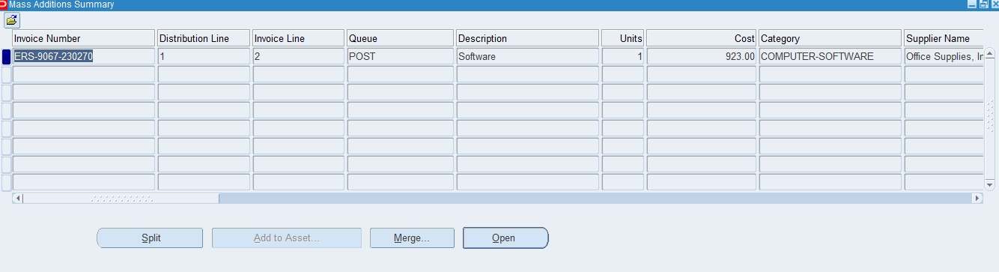 Mass Additions Summary
Invoice Number Distribution Line Invoice Line Queue Description Units Cost Category Supplier Name
ERS-9067-230270 1 2 POST Software 1 923.00 COMPUTER-SOFTWARE Office Supplies, In
Split Add to Asset... Merge... Open